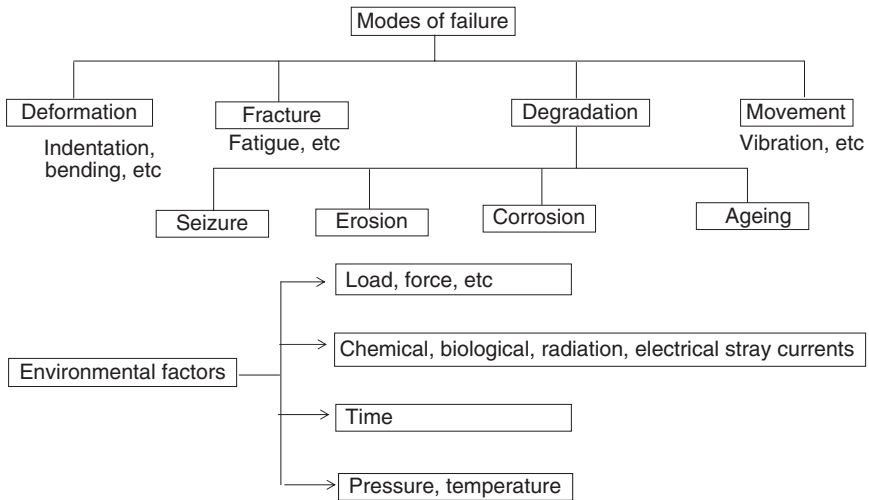 Modes of failure
Deformation
Fracture
Degradation
Movement
Indentation,
bending, etc
Fatigue, etc
Vibration, etc
Seizure
Erosion
Corrosion
Ageing
Load, force, etc
Chemical, biological, radiation, electrical stray currents
Environmental factors
Time
Pressure, temperature